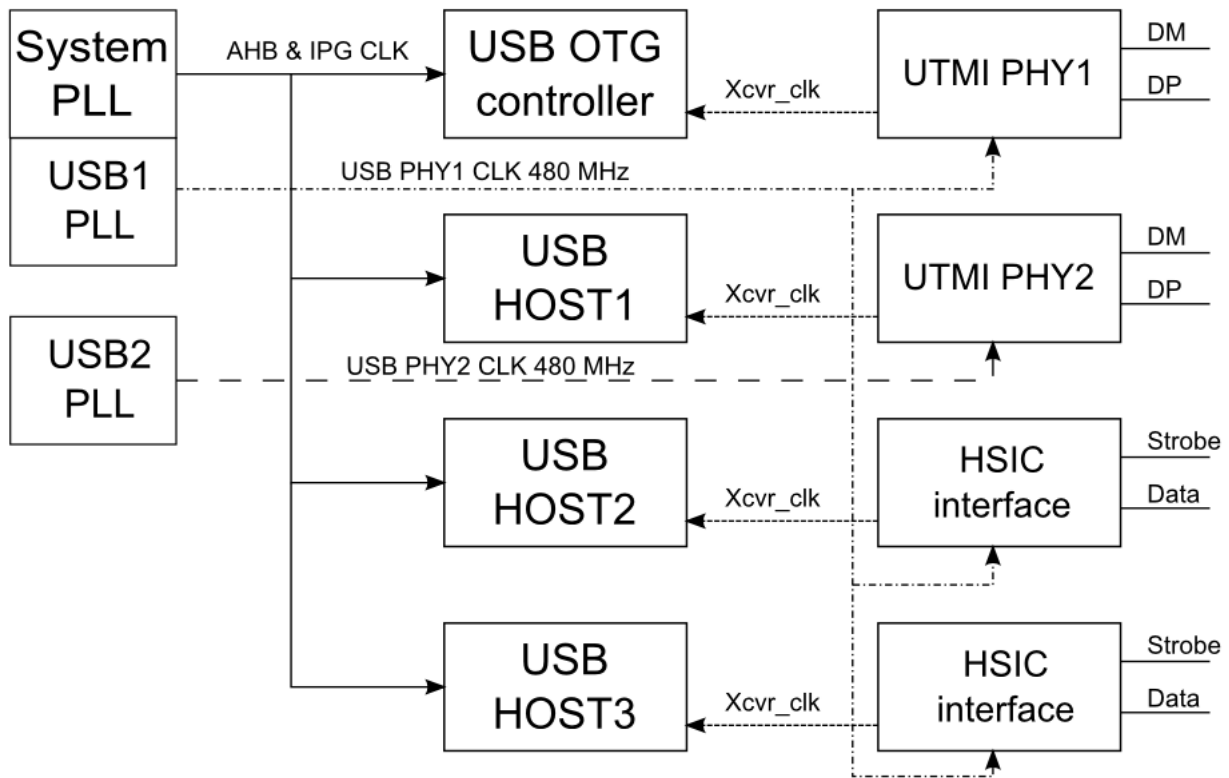 System
PLL
AHB & IPG CLK
USB OTG
controller
Xcvr_clk
UTMI PHY1
DM
DP
USB1
PLL
USB PHY1 CLK 480 MHz
USB
HOST1
Xcvr_clk
UTMI PHY2
DM
DP
USB2
PLL
USB PHY2 CLK 480 MHz
USB
HOST2
Xcvr_clk
HSIC
interface
Strobe
Data
USB
HOST3
Xcvr_clk
HSIC
interface
Strobe
Data